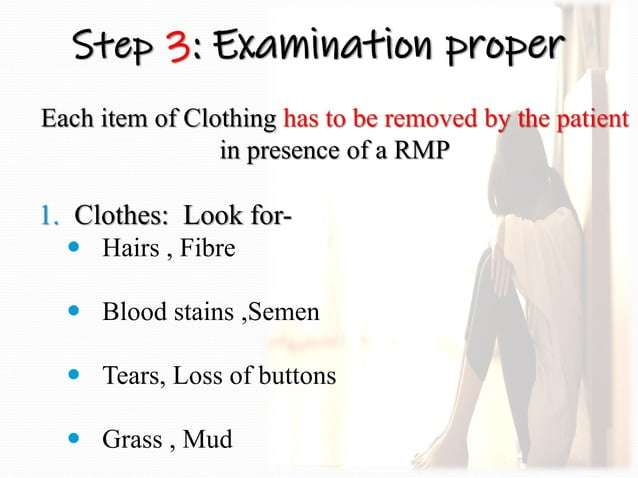 Step 3: Examination proper
Each item of Clothing has to be removed by the patient
in presence of a RMP
1. Clothes: Look for-
• Hairs , Fibre
• Blood stains ,Semen
• Tears, Loss of buttons
• Grass , Mud